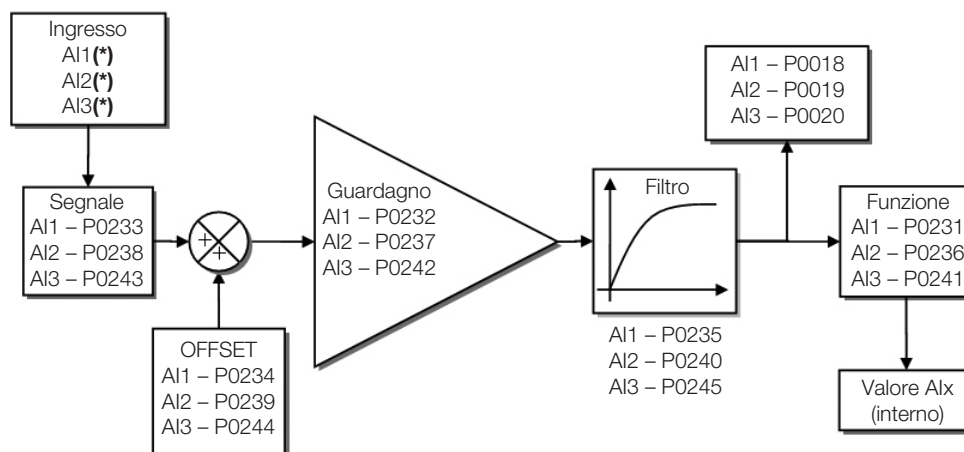 Ingresso
AI1(*)
AI2(*)
AI3(*)
Segnale
AI1 – P0233
AI2 – P0238
AI3 – P0243
+
+
OFFSET
AI1 – P0234
AI2 – P0239
AI3 – P0244
Guardagno
AI1 – P0232
AI2 – P0237
AI3 – P0242
Filtro
AI1 – P0235
AI2 – P0240
AI3 – P0245
AI1 – P0018
AI2 – P0019
AI3 – P0020
Funzione
AI1 – P0231
AI2 – P0236
AI3 – P0241
Valore AIx
(interno)